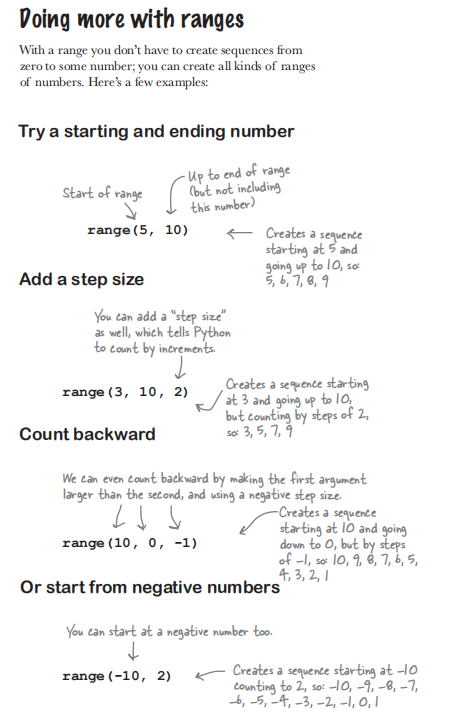 Doing more with ranges
With a range you don't have to create sequences from
zero to some number; you can create all kinds of ranges
of numbers. Here's a few examples:
Try a starting and ending number
Start of range
Up to end of range
(but not including
this number)
range(5, 10)
Creates a sequence
starting at 5 and
going up to 10, so:
5, 6, 7, 8, 9
Add a step size
You can add a "step size"
as well, which tells Python
to count by increments.
range(3, 10, 2)
Creates a sequence starting
at 3 and going up to 10,
but counting by steps of 2,
so: 3, 5, 7, 9
Count backward
We can even count backward by making the first argument
larger than the second, and using a negative step size.
range(10, 0, -1)
Creates a sequence
starting at 10 and going
down to 0, but by steps
of -1, so: 10, 9, 8, 7, 6, 5,
4, 3, 2, 1
Or start from negative numbers
You can start at a negative number too.
range(-10, 2)
Creates a sequence starting at -10
counting to 2, so: -10, -9, -8, -7,
-6, -5, -4, -3, -2, -1, 0, 1